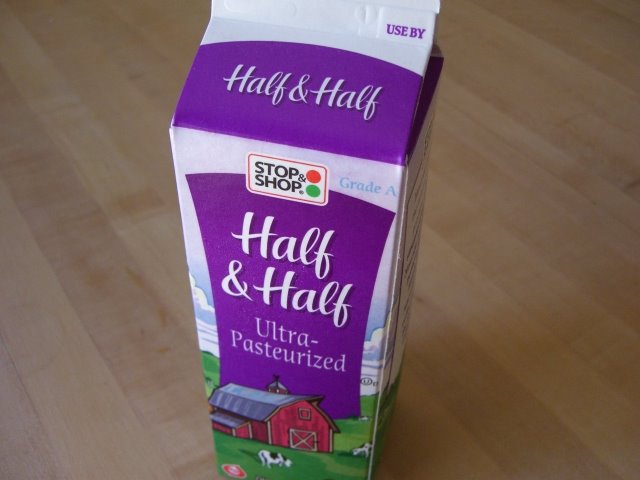 USE BY
Half & Half
STOP&
SHOP®
Grade A
Half
& Half
Ultra-
Pasteurized